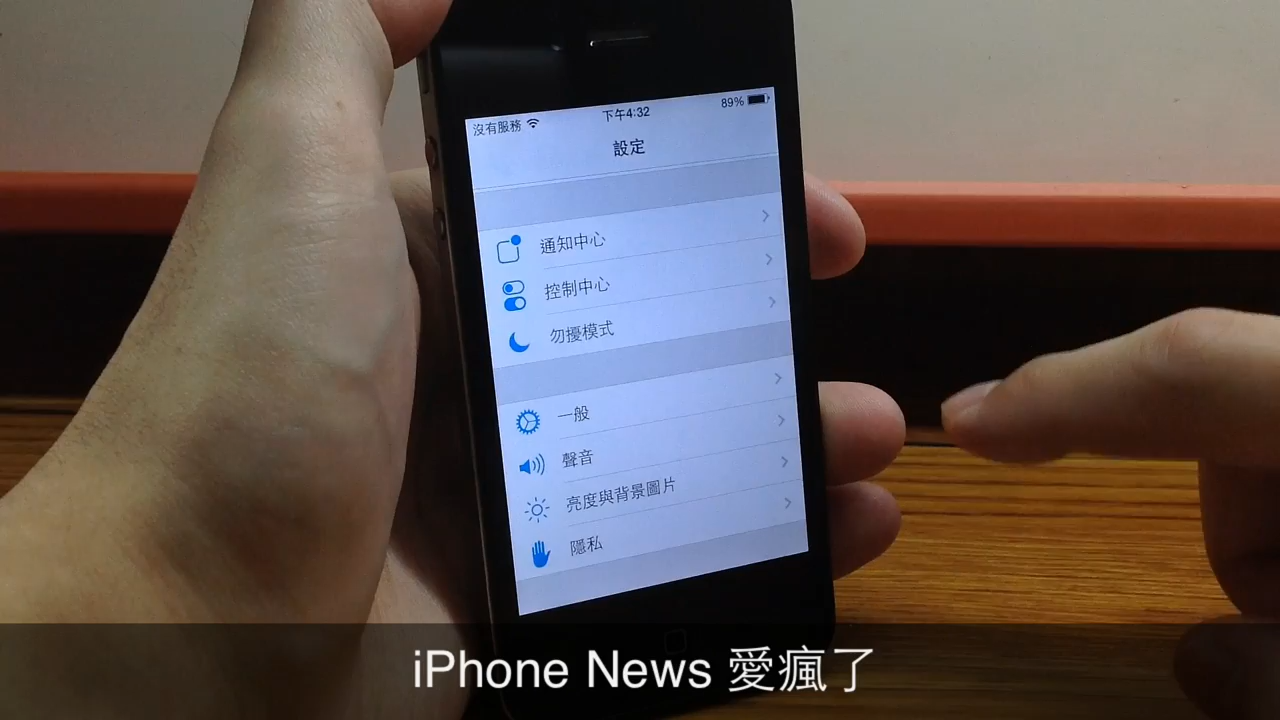 沒有服務 下午4:32 89%
設定
通知中心
控制中心
勿擾模式
一般
聲音
亮度與背景圖片
隱私
iPhone News 愛瘋了